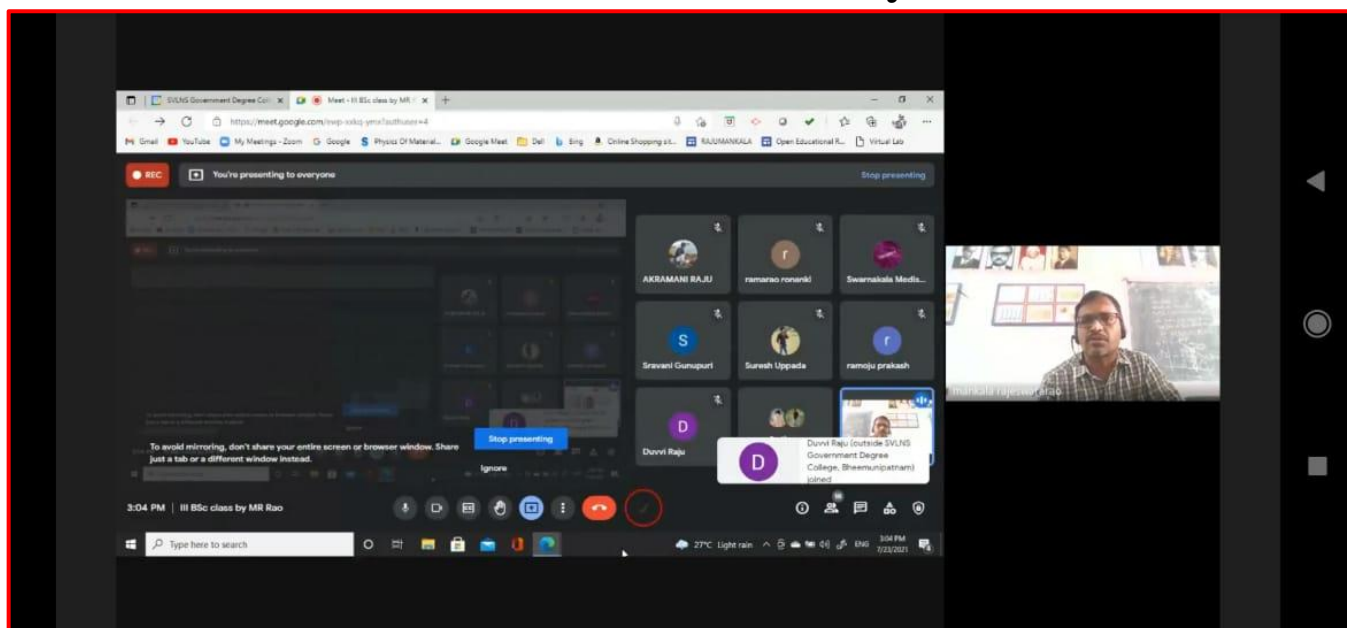 SVLNS Government Degree Coll
Meet - III BSc class by MR
https://meet.google.com/
Gmail YouTube My Meetings - Zoom Google Physics Of Material... Google Meet Dell Bing Online Shopping sit... RAJUMANKALA Open Educational R... Virtual Lab
REC You're presenting to everyone Stop presenting
AKRAMANI RAJU
r
ramarao ronanki
Swarnakala Medis...
S
Sravani Gunupuri
Suresh Uppada
r
ramoju prakash
D
Duvvi Raju
mankala rajeswararao
To avoid mirroring, don't share your entire screen or browser window. Share
just a tab or a different window instead.
Stop presenting
Ignore
D
Duvvi Raju (outside SVLNS
Government Degree
College, Bheemunipatnam)
joined
3:04 PM | III BSc class by MR Rao
Type here to search
27°C Light rain ENG 3:04 PM
7/23/2021